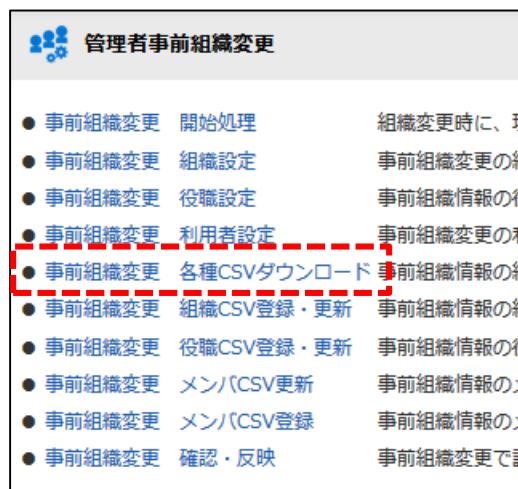 管理者事前組織変更
● 事前組織変更　開始処理　組織変更時に、
● 事前組織変更　組織設定　事前組織変更の
● 事前組織変更　役職設定　事前組織情報の
● 事前組織変更　利用者設定　事前組織変更の
● 事前組織変更　各種CSVダウンロード　事前組織情報の
● 事前組織変更　組織CSV登録・更新　事前組織情報の
● 事前組織変更　役職CSV登録・更新　事前組織情報の
● 事前組織変更　メンバCSV更新　事前組織情報の
● 事前組織変更　メンバCSV登録　事前組織情報の
● 事前組織変更　確認・反映　事前組織変更で